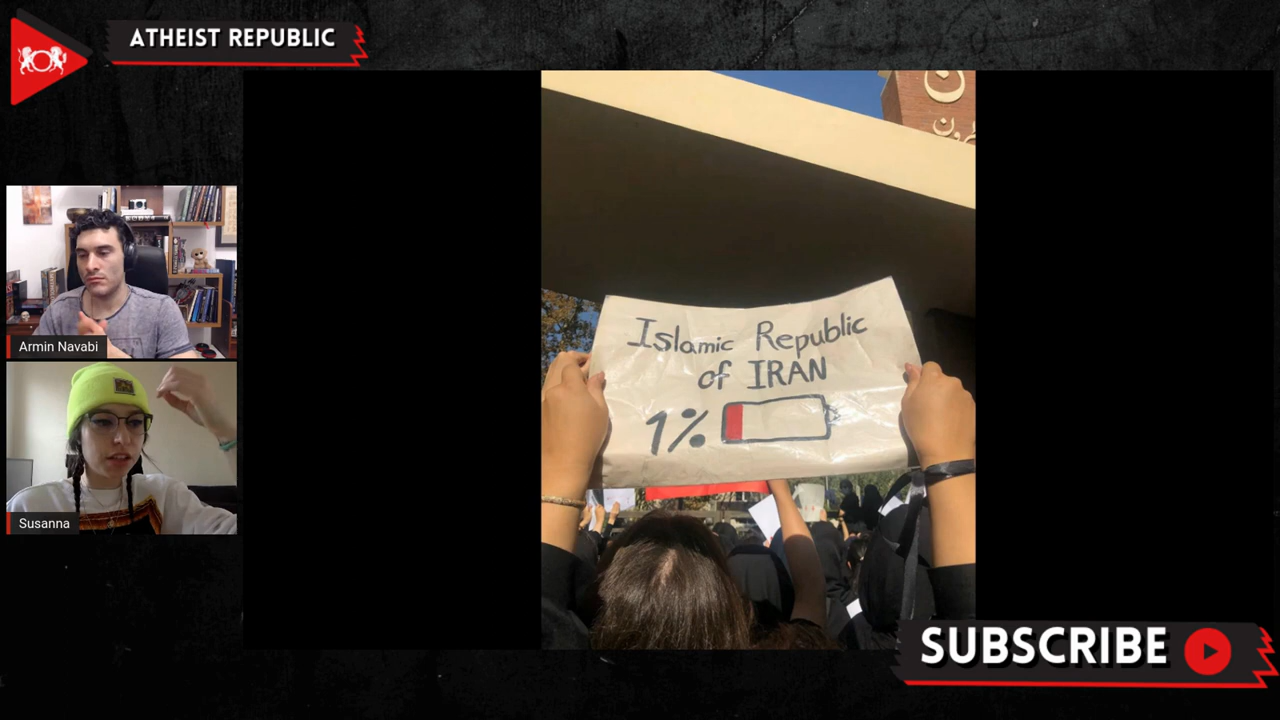 ATHEIST REPUBLIC
Islamic Republic
of IRAN
1%
Armin Navabi
Susanna
SUBSCRIBE